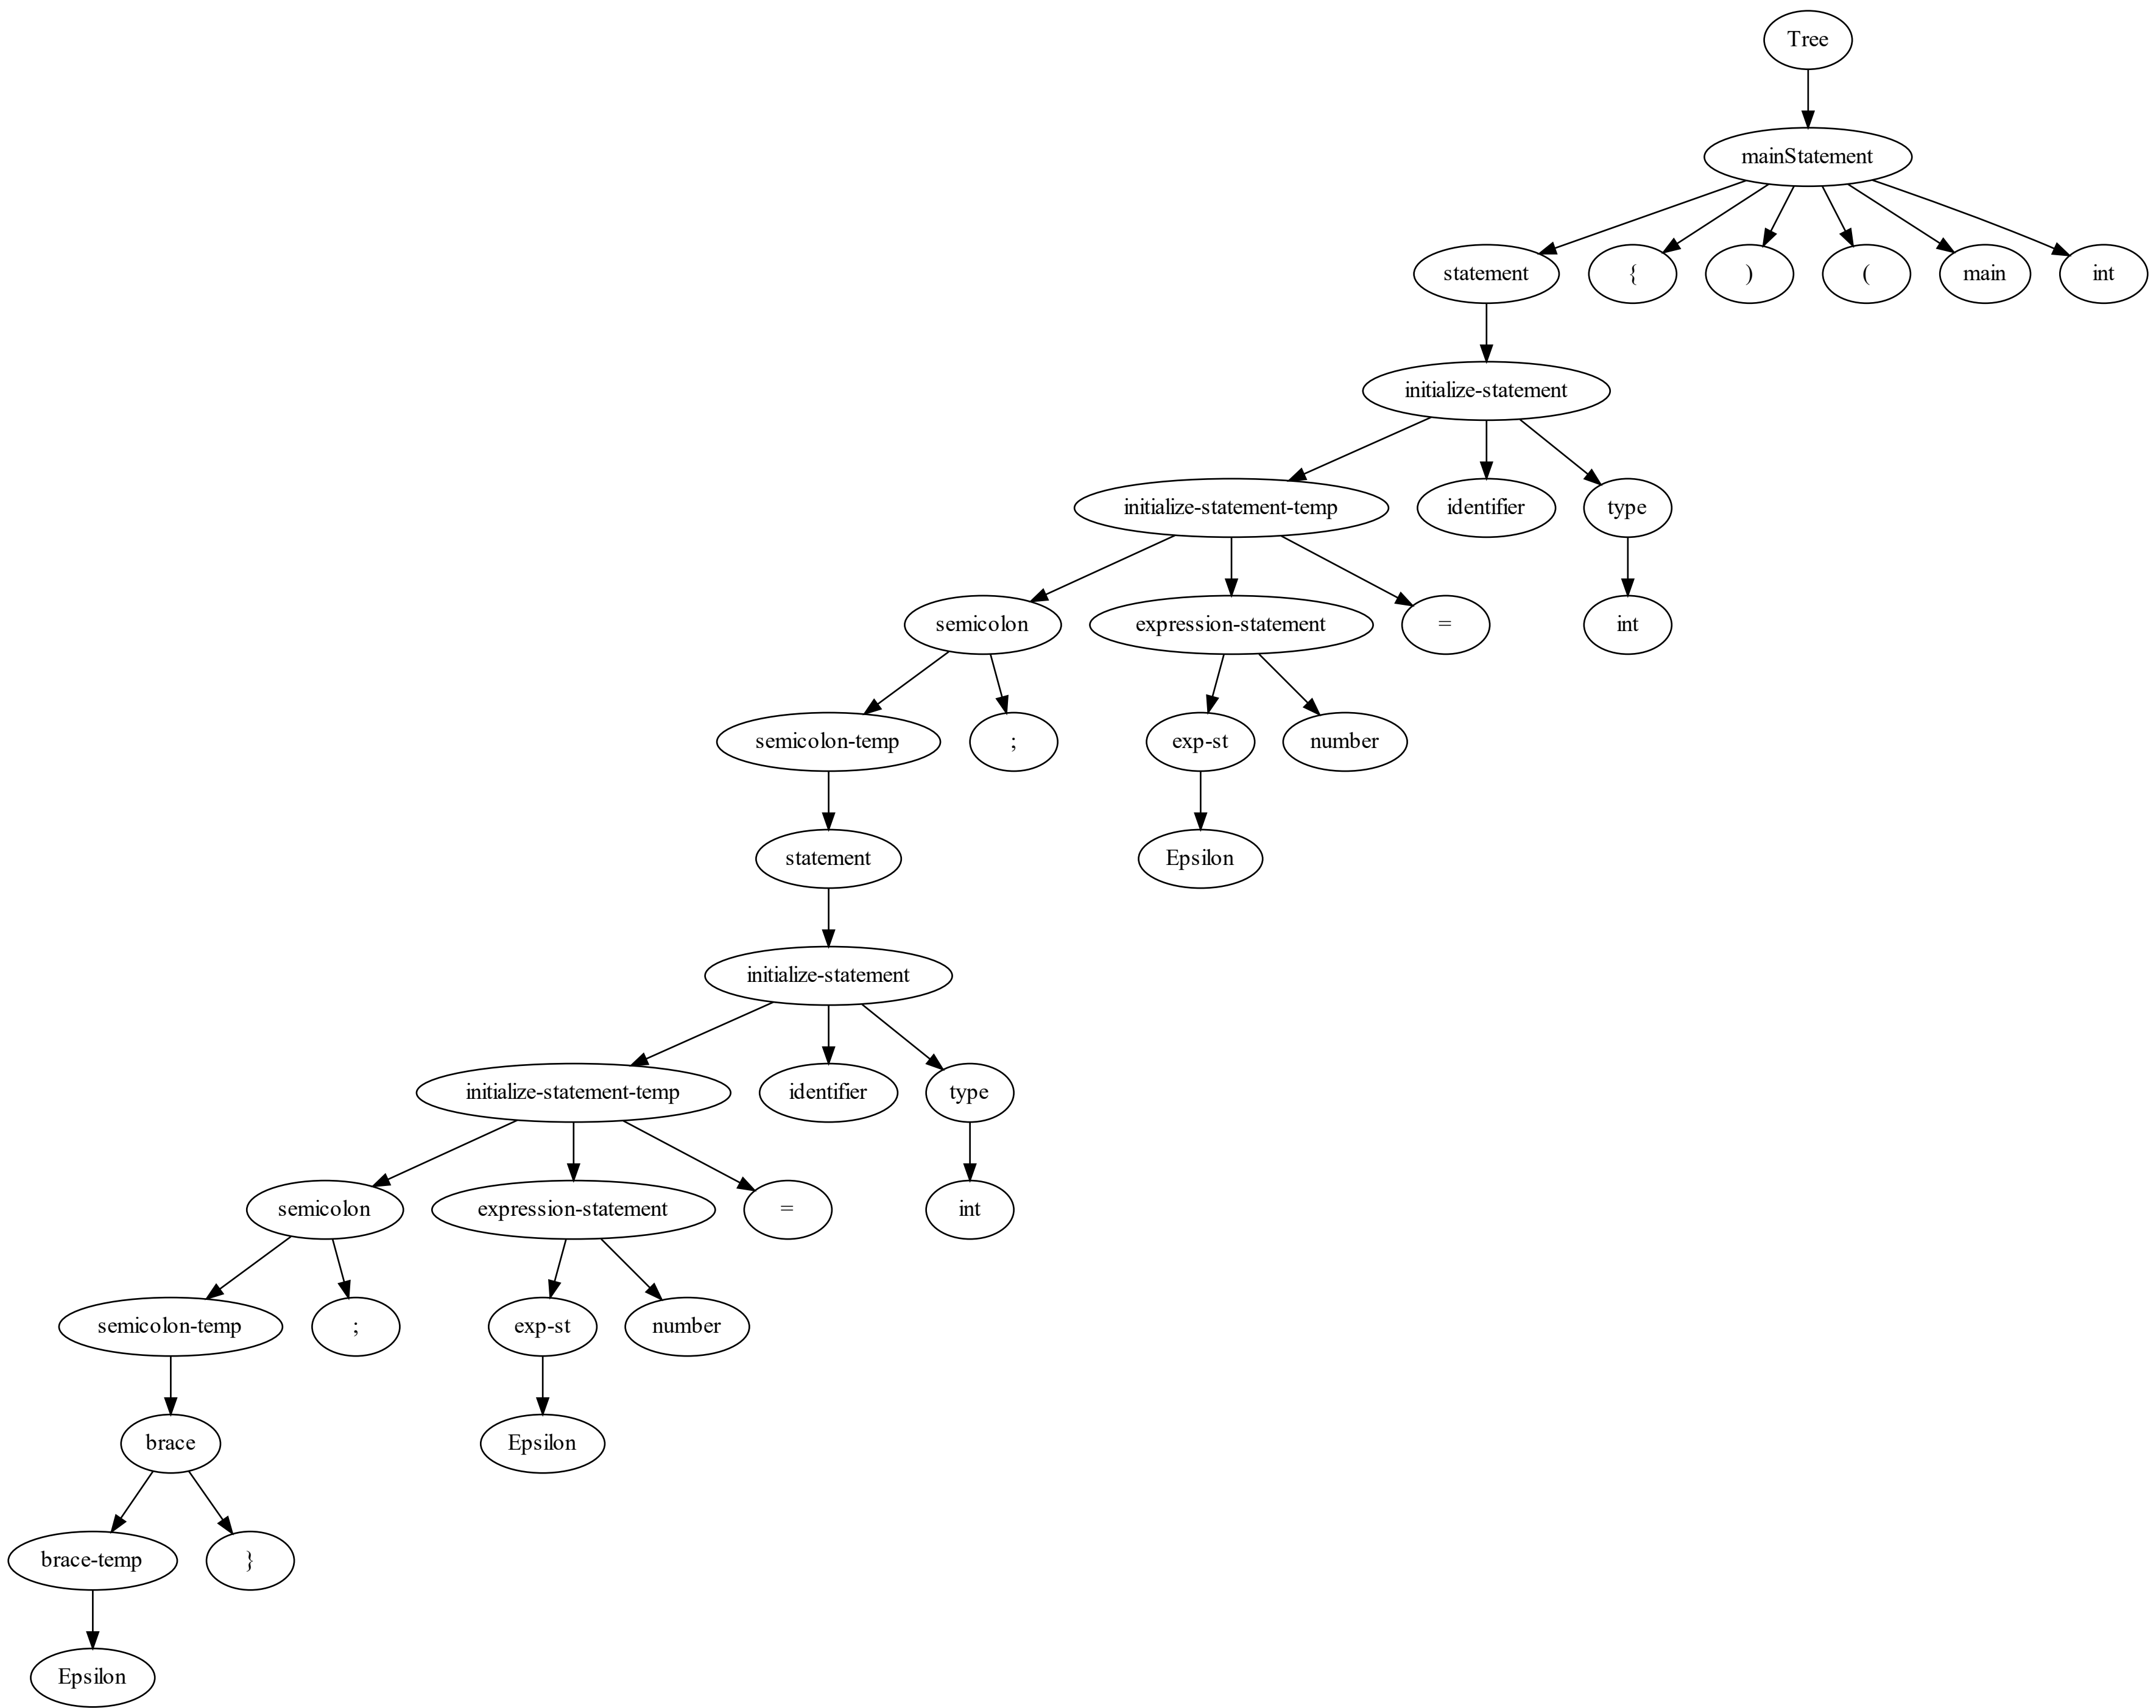 Tree
mainStatement
statement
{
)
(
main
int
initialize-statement
initialize-statement-temp
identifier
type
semicolon
expression-statement
=
int
semicolon-temp
;
exp-st
number
statement
Epsilon
initialize-statement
initialize-statement-temp
identifier
type
semicolon
expression-statement
=
int
semicolon-temp
;
exp-st
number
brace
Epsilon
brace-temp
}
Epsilon